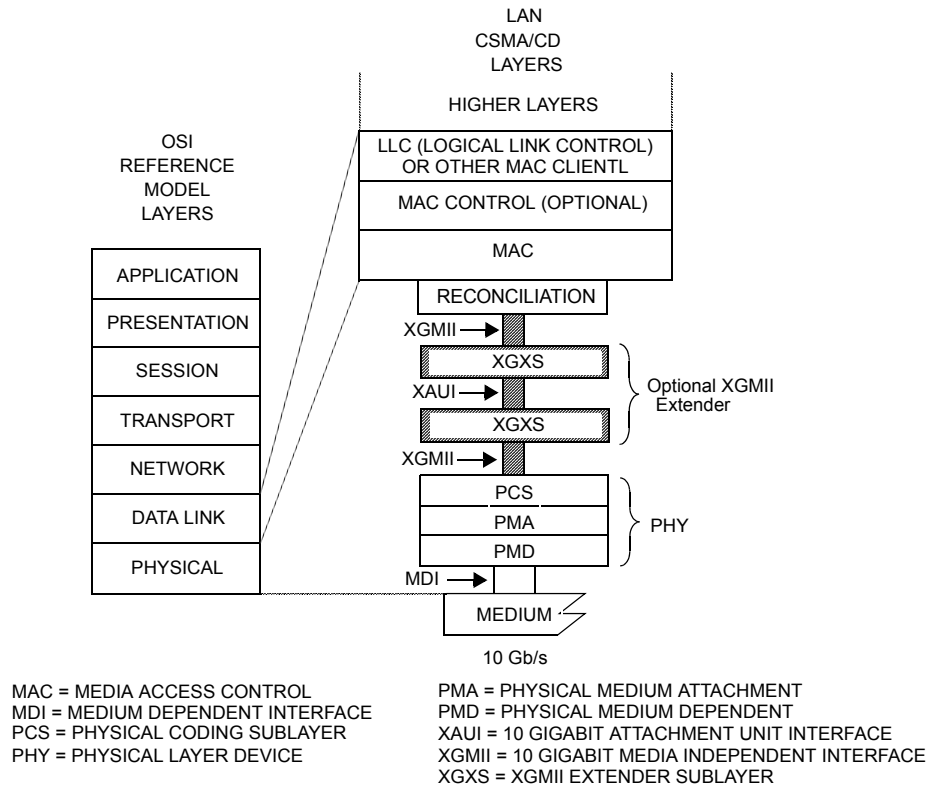 LAN
CSMA/CD
LAYERS
HIGHER LAYERS
OSI
REFERENCE
MODEL
LAYERS
LLC (LOGICAL LINK CONTROL)
OR OTHER MAC CLIENTL
MAC CONTROL (OPTIONAL)
MAC
RECONCILIATION
APPLICATION
PRESENTATION
SESSION
TRANSPORT
NETWORK
DATA LINK
PHYSICAL
XGMII
XGXS
XAUI
XGXS
Optional XGMII
Extender
XGMII
PCS
PMA
PMD
PHY
MDI
MEDIUM
10 Gb/s
MAC = MEDIA ACCESS CONTROL
MDI = MEDIUM DEPENDENT INTERFACE
PCS = PHYSICAL CODING SUBLAYER
PHY = PHYSICAL LAYER DEVICE
PMA = PHYSICAL MEDIUM ATTACHMENT
PMD = PHYSICAL MEDIUM DEPENDENT
XAUI = 10 GIGABIT ATTACHMENT UNIT INTERFACE
XGMII = 10 GIGABIT MEDIA INDEPENDENT INTERFACE
XGXS = XGMII EXTENDER SUBLAYER